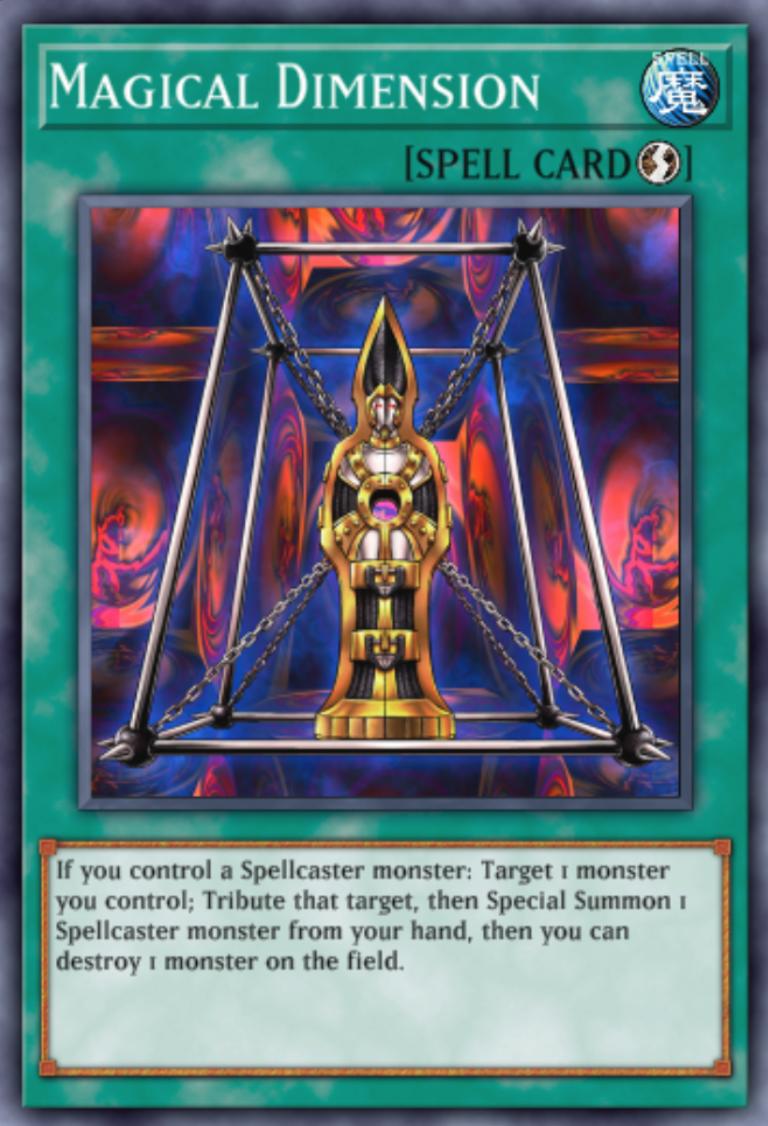 MAGICAL DIMENSION
SPELL
魔
[SPELL CARD]
If you control a Spellcaster monster: Target 1 monster
you control; Tribute that target, then Special Summon 1
Spellcaster monster from your hand, then you can
destroy 1 monster on the field.